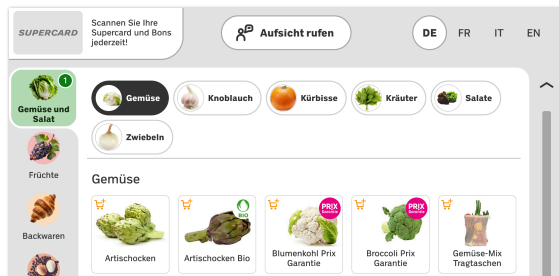 SUPERCARD
Scannen Sie Ihre
Supercard und Bons
jederzeit!
Aufsicht rufen
DE FR IT EN
1
Gemüse und
Salat
Früchte
Backwaren
Gemüse Knoblauch Kürbisse Kräuter Salate
Zwiebeln
Gemüse
BIO
PRIX
Garantie
PRIX
Garantie
Artischocken
Artischocken Bio
Blumenkohl Prix
Garantie
Broccoli Prix
Garantie
Gemüse-Mix
Tragtaschen